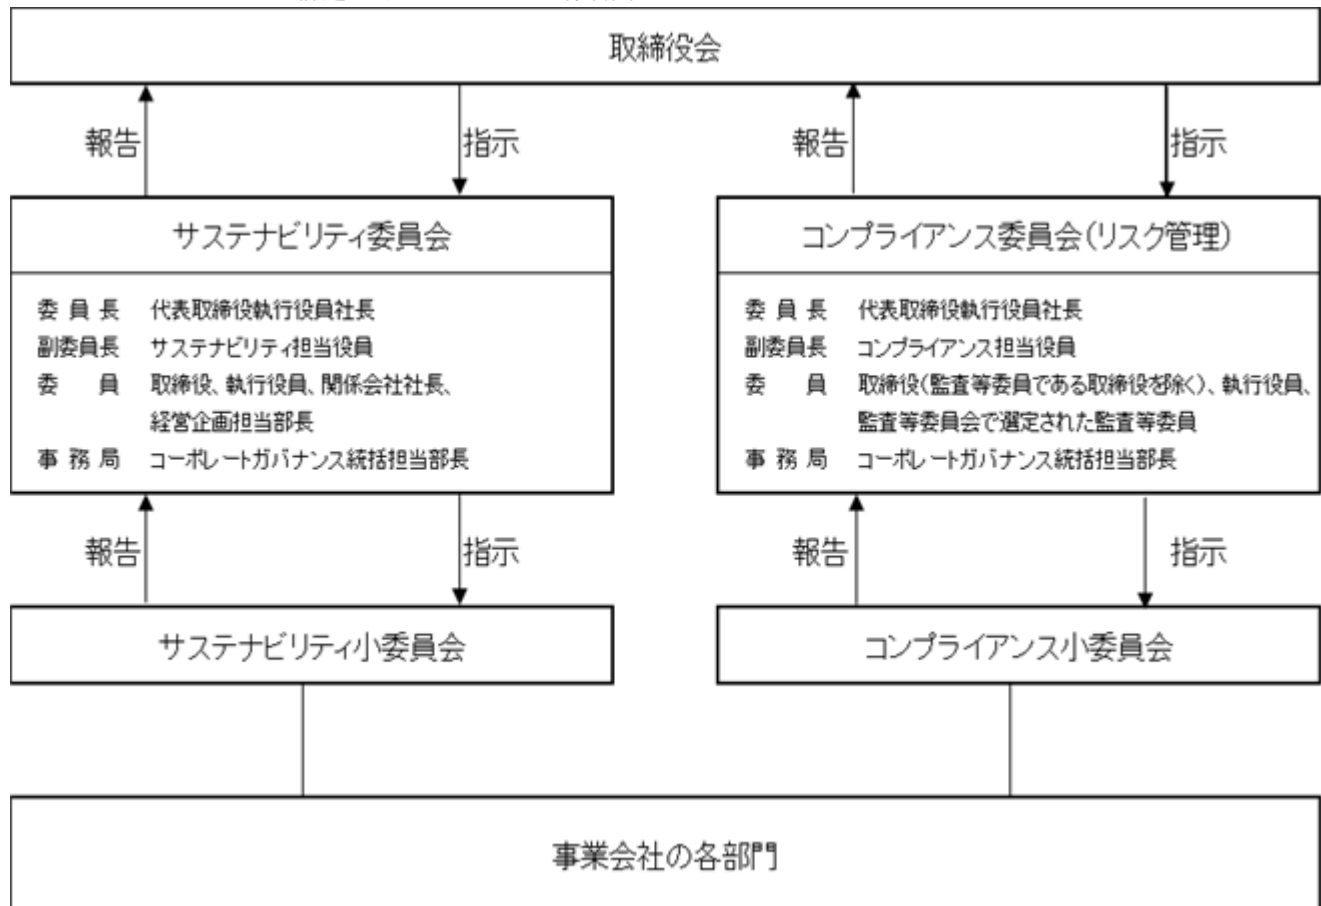 取締役会
報告
指示
報告
指示
サステナビリティ委員会
委員長 代表取締役執行役員社長
副委員長 サステナビリティ担当役員
委員 取締役、執行役員、関係会社社長、
経営企画担当部長
事務局 コーポレートガバナンス統括担当部長
コンプライアンス委員会(リスク管理)
委員長 代表取締役執行役員社長
副委員長 コンプライアンス担当役員
委員 取締役(監査等委員である取締役を除く)、執行役員、
監査等委員会で選定された監査等委員
事務局 コーポレートガバナンス統括担当部長
報告
指示
報告
指示
サステナビリティ小委員会
コンプライアンス小委員会
事業会社の各部門